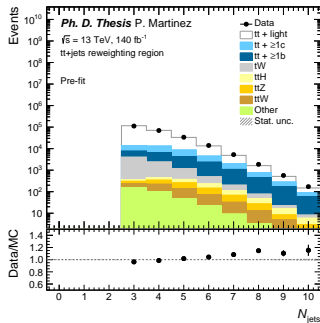 Events
Ph. D. Thesis P. Martinez
√s = 13 TeV, 140 fb⁻¹
tt+jets reweighting region
Pre-fit
Data
tt + light
tt + ≥1c
tt + ≥1b
tW
ttH
ttZ
ttW
Other
Stat. unc.
10¹⁰
10⁹
10⁸
10⁷
10⁶
10⁵
10⁴
10³
10²
10
Data/MC
1.4
1.2
1.0
0.8
0.6
0 1 2 3 4 5 6 7 8 9 10
N_jets